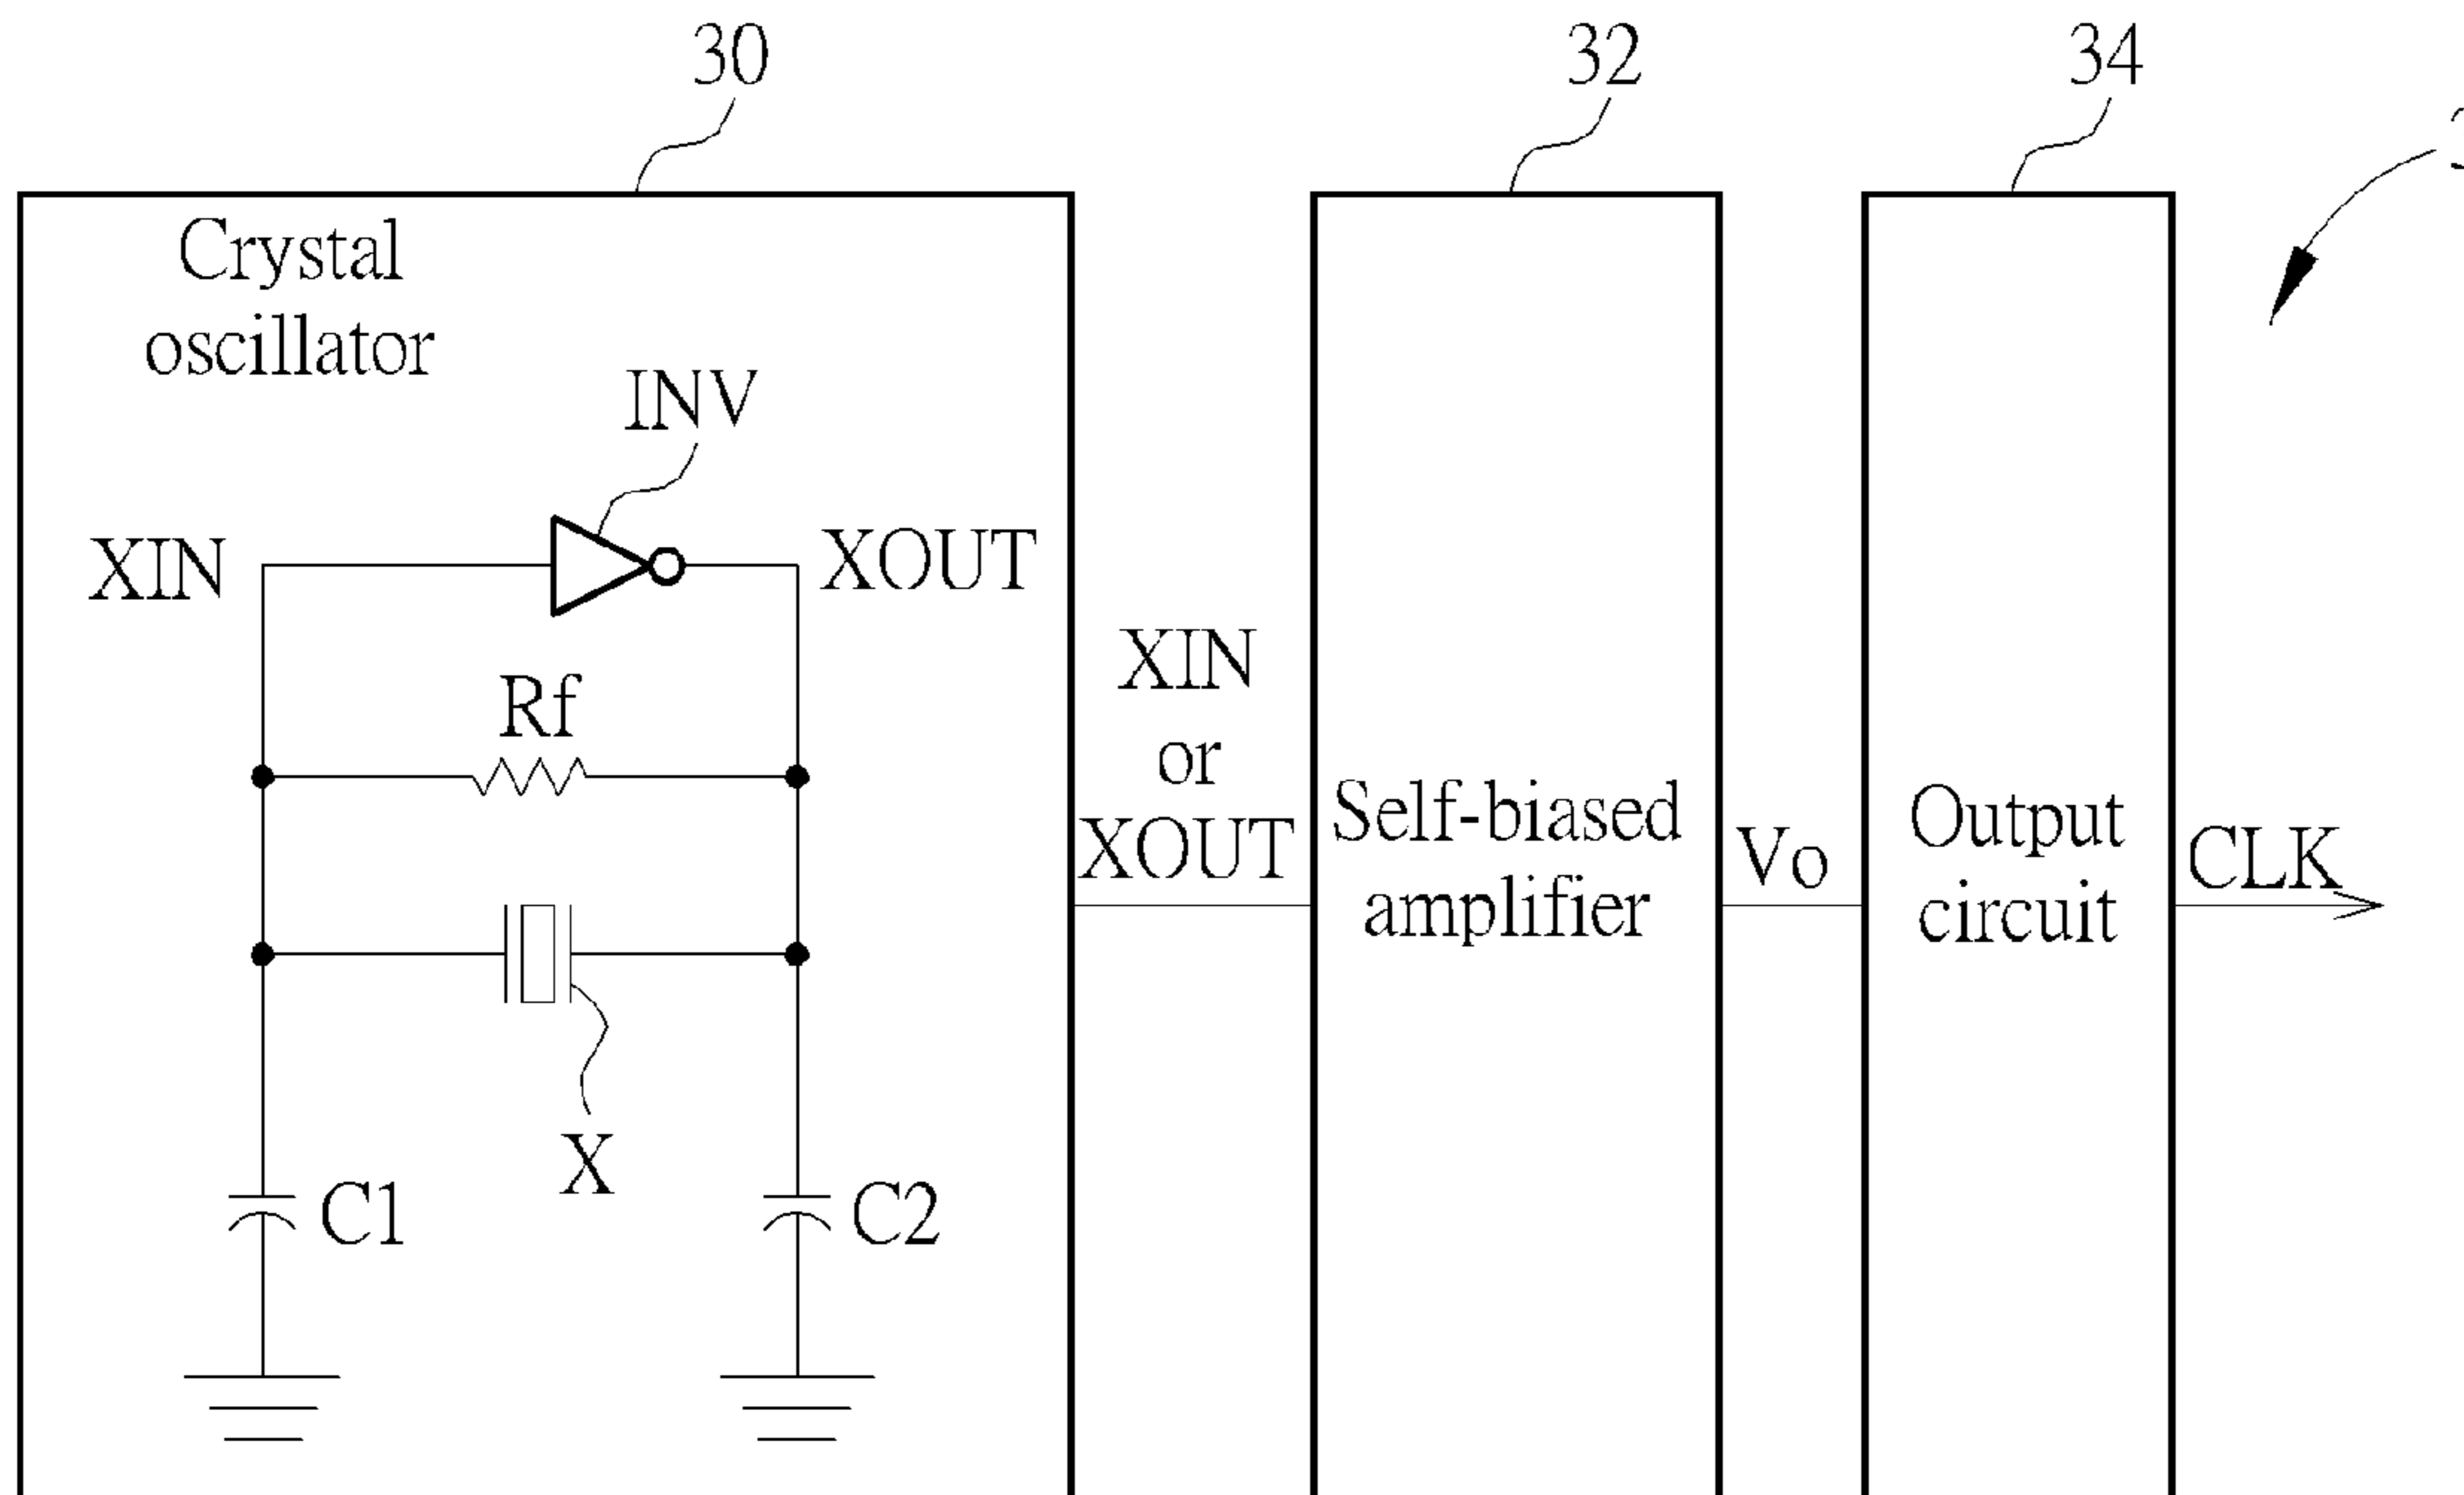 30
32
34
Crystal
oscillator
INV
XIN
XOUT
Rf
X
C1
C2
XIN
or
XOUT
Self-biased
amplifier
Vo
Output
circuit
CLK